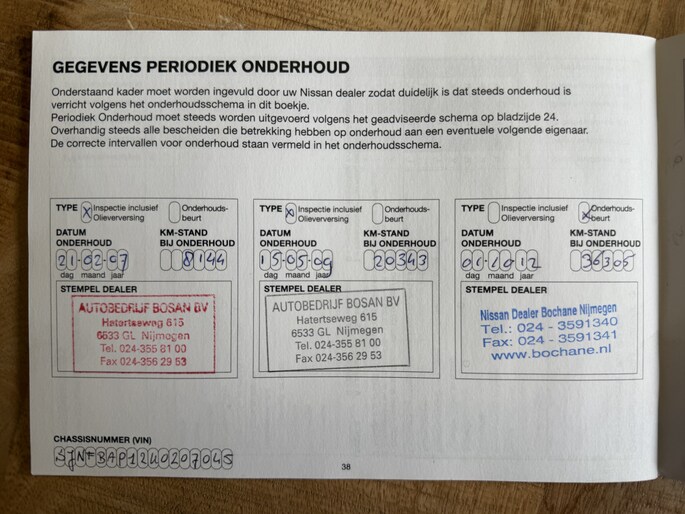 GEGEVENS PERIODIEK ONDERHOUD
Onderstaand kader moet worden ingevuld door uw Nissan dealer zodat duidelijk is dat steeds onderhoud is
verricht volgens het onderhoudsschema in dit boekje.
Periodiek Onderhoud moet steeds worden uitgevoerd volgens het geadviseerde schema op bladzijde 24.
Overhandig steeds alle bescheiden die betrekking hebben op onderhoud aan een eventuele volgende eigenaar.
De correcte intervallen voor onderhoud staan vermeld in het onderhoudsschema.
TYPE X Inspectie inclusief Olieverversing Onderhouds-beurt
DATUM ONDERHOUD
KM-STAND BIJ ONDERHOUD
21-02-07 8144
dag maand jaar
STEMPEL DEALER
AUTOBEDRIJF BOSAN BV
Hatertseweg 615
6533 GL Nijmegen
Tel. 024-355 81 00
Fax 024-356 29 53
TYPE X Inspectie inclusief Olieverversing Onderhouds-beurt
DATUM ONDERHOUD
KM-STAND BIJ ONDERHOUD
15-05-09 20343
dag maand jaar
STEMPEL DEALER
AUTOBEDRIJF BOSAN BV
Hatertseweg 615
6533 GL Nijmegen
Tel. 024-355 81 00
Fax 024-356 29 53
TYPE Inspectie inclusief Olieverversing X Onderhouds-beurt
DATUM ONDERHOUD
KM-STAND BIJ ONDERHOUD
36305
dag maand jaar
STEMPEL DEALER
Nissan Dealer Bochane Nijmegen
Tel.: 024 - 3591340
Fax: 024 - 3591341
www.bochane.nl
CHASSISNUMMER (VIN)
38